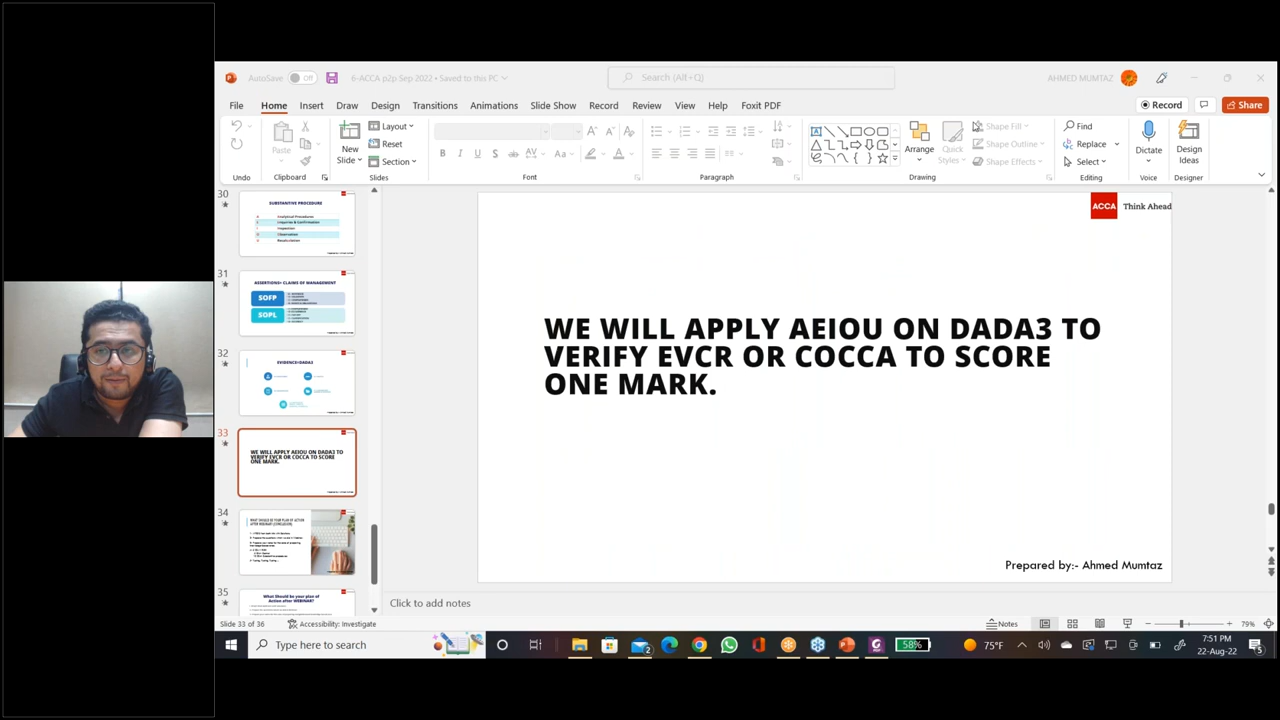 AutoSave Off 6-ACCA p2p Sep-2022 • Saved to this PC Search (Alt+Q) AHMED MUMTAZ
File Home Insert Draw Design Transitions Animations Slide Show Record Review View Help Foxit PDF Record Share
Paste New Slide Layout Reset Section B I U S ab AV Aa A Arrange Quick Styles Shape Fill Shape Outline Shape Effects Find Replace Select Dictate Design Ideas
Undo Clipboard Slides Font Paragraph Drawing Editing Voice Designer
30
SUBSTANTIVE PROCEDURE
Analytical Procedures
Enquiries & Confirmation
Inspection
Observation
Recalculation
31
ASSERTIONS= CLAIMS OF MANAGEMENT
SOFP
SOPL
32
EVIDENCE=DADA3
33
WE WILL APPLY AEIOU ON DADA3 TO
VERIFY EVCR OR COCCA TO SCORE
ONE MARK.
34
WHAT SHOULD BE YOUR PLAN OF ACTION
35
What Should be your plan of
Action after WEBINAR?
ACCA Think Ahead
WE WILL APPLY AEIOU ON DADA3 TO
VERIFY EVCR OR COCCA TO SCORE
ONE MARK.
Prepared by:- Ahmed Mumtaz
Click to add notes
Slide 33 of 36 Accessibility: Investigate Notes 79%
Type here to search 2 58% 75°F 7:51 PM
22-Aug-22 5